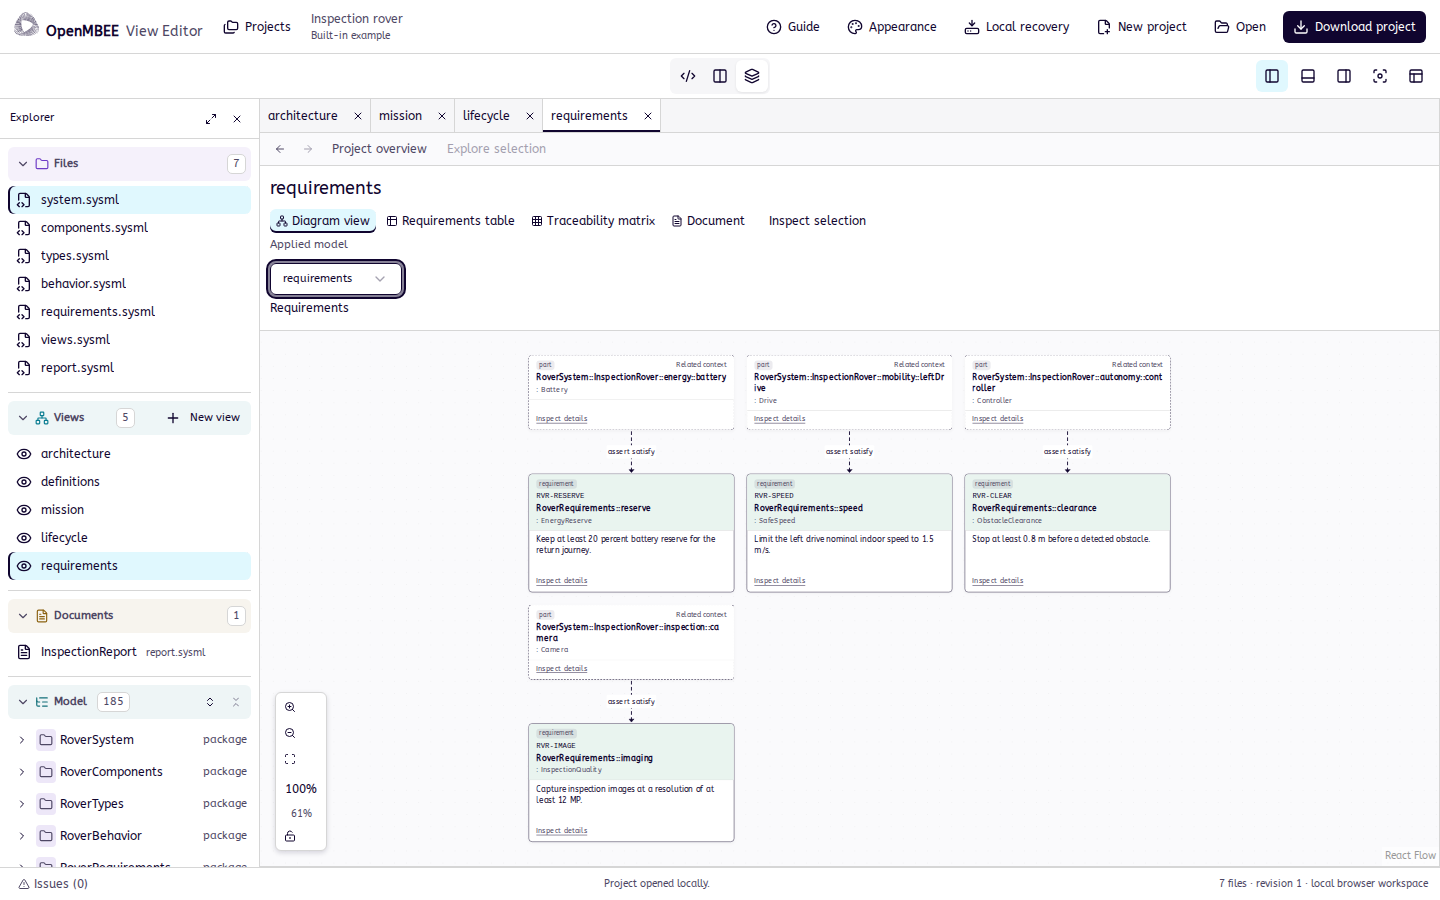 OpenMBEE View Editor
Projects
Inspection rover
Built-in example
Guide
Appearance
Local recovery
New project
Open
Download project
Explorer
architecture
mission
lifecycle
requirements
Project overview
Explore selection
Files
7
system.sysml
components.sysml
types.sysml
behavior.sysml
requirements.sysml
views.sysml
report.sysml
Views
5
New view
architecture
definitions
mission
lifecycle
requirements
Documents
1
InspectionReport report.sysml
Model
185
RoverSystem package
RoverComponents package
RoverTypes package
RoverBehavior package
RoverRequirements package
requirements
Diagram view
Requirements table
Traceability matrix
Document
Inspect selection
Applied model
requirements
Requirements
part Related context
RoverSystem::InspectionRover::energy::battery
: Battery
Inspect details
part Related context
RoverSystem::InspectionRover::mobility::leftDr
ive
: Drive
Inspect details
part Related context
RoverSystem::InspectionRover::autonomy::cont
roller
: Controller
Inspect details
assert satisfy
assert satisfy
assert satisfy
requirement
RVR-RESERVE
RoverRequirements::reserve
: EnergyReserve
Keep at least 20 percent battery reserve for the
return journey.
Inspect details
requirement
RVR-SPEED
RoverRequirements::speed
: SafeSpeed
Limit the left drive nominal indoor speed to 1.5
m/s.
Inspect details
requirement
RVR-CLEAR
RoverRequirements::clearance
: ObstacleClearance
Stop at least 0.8 m before a detected obstacle.
Inspect details
part Related context
RoverSystem::InspectionRover::inspection::ca
mera
: Camera
Inspect details
assert satisfy
requirement
RVR-IMAGE
RoverRequirements::imaging
: InspectionQuality
Capture inspection images at a resolution of at
least 12 MP.
Inspect details
100%
61%
React Flow
Issues (0)
Project opened locally.
7 files · revision 1 · local browser workspace